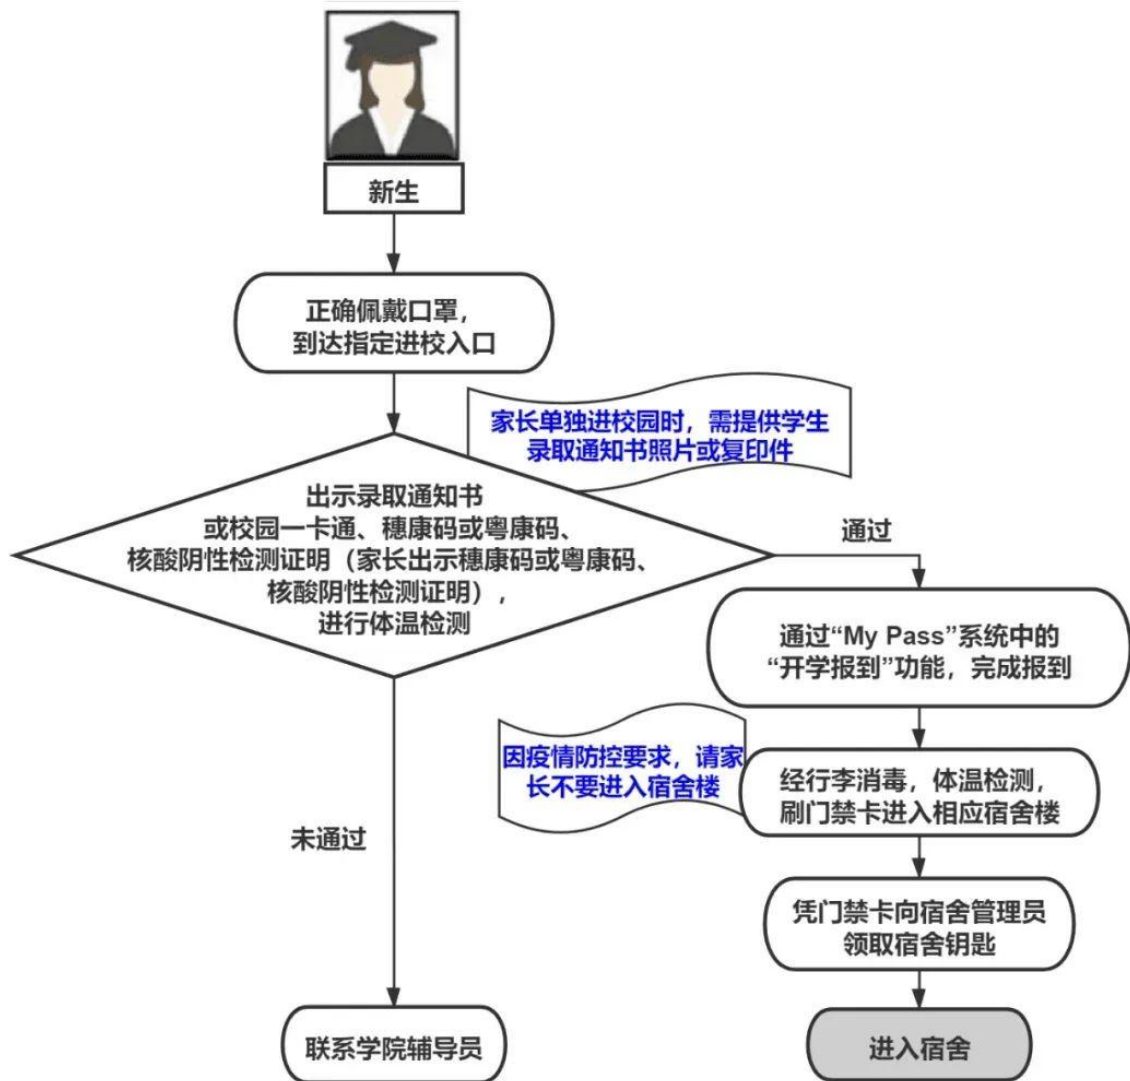 新生
正确佩戴口罩，
到达指定进校入口
家长单独进校园时，需提供学生
录取通知书照片或复印件
出示录取通知书
或校园一卡通、穗康码或粤康码、
核酸阴性检测证明（家长出示穗康码或粤康码、
核酸阴性检测证明），
进行体温检测
通过
通过“My Pass”系统中的
“开学报到”功能，完成报到
因疫情防控要求，请家
长不要进入宿舍楼
经行李消毒，体温检测，
刷门禁卡进入相应宿舍楼
未通过
凭门禁卡向宿舍管理员
领取宿舍钥匙
联系学院辅导员
进入宿舍